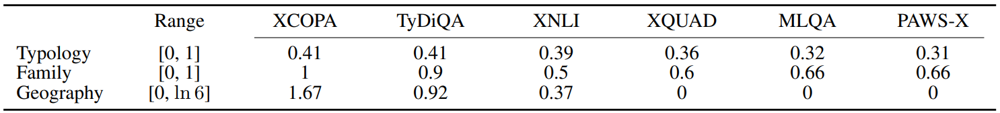 Range XCOPA TyDiQA XNLI XQUAD MLQA PAWS-X
Typology [0, 1] 0.41 0.41 0.39 0.36 0.32 0.31
Family [0, 1] 1 0.9 0.5 0.6 0.66 0.66
Geography [0, ln 6] 1.67 0.92 0.37 0 0 0